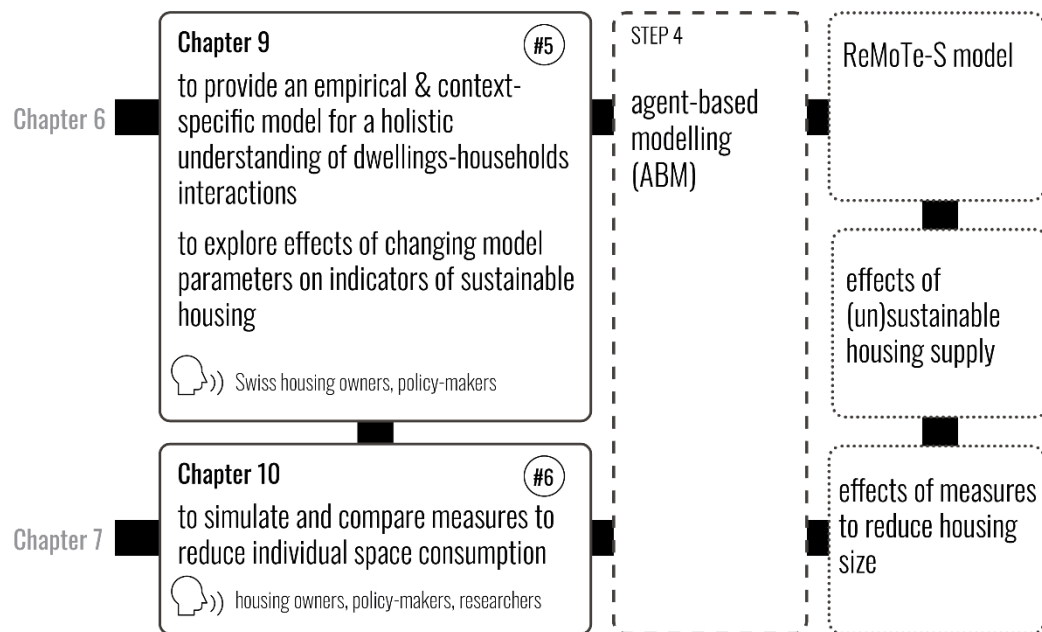 Chapter 6
Chapter 9
#5
to provide an empirical & context-
specific model for a holistic
understanding of dwellings-households
interactions
to explore effects of changing model
parameters on indicators of sustainable
housing
Swiss housing owners, policy-makers
STEP 4
agent-based
modelling
(ABM)
ReMoTe-S model
effects of
(un)sustainable
housing supply
Chapter 7
Chapter 10
#6
to simulate and compare measures to
reduce individual space consumption
housing owners, policy-makers, researchers
effects of measures
to reduce housing
size